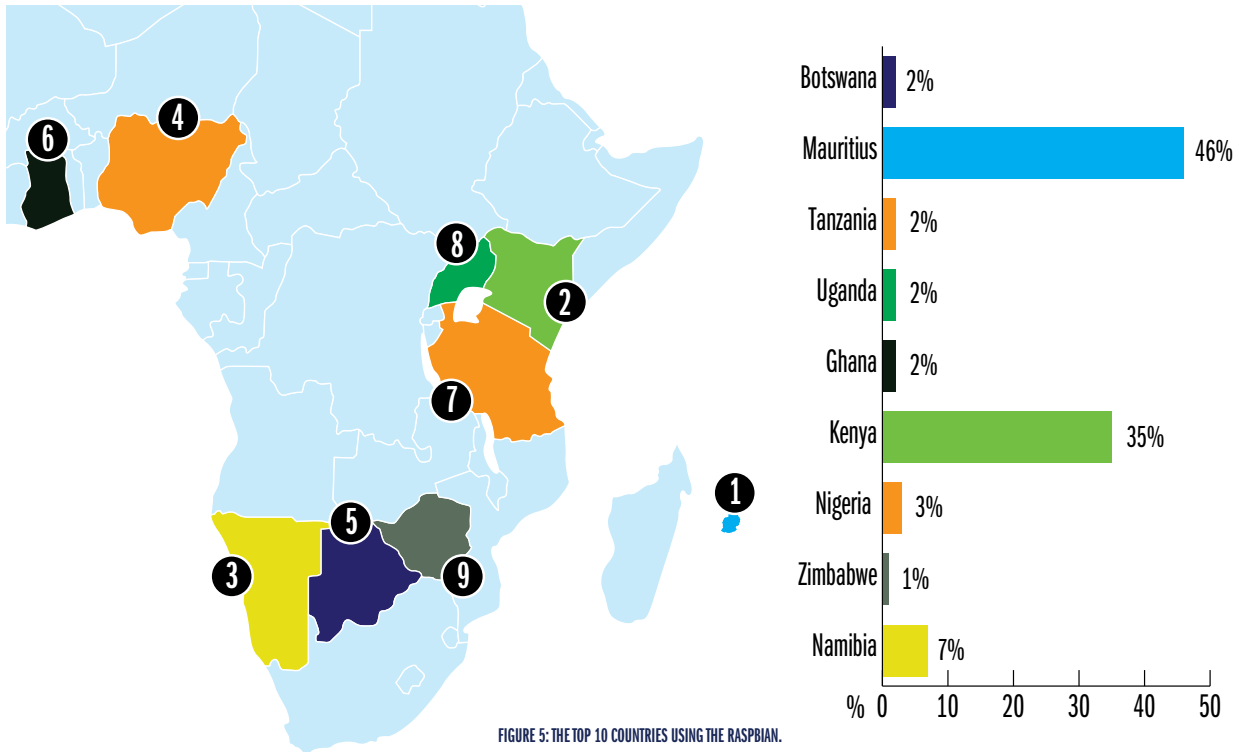 6
4
8
2
7
1
5
3
9
Botswana 2%
Mauritius 46%
Tanzania 2%
Uganda 2%
Ghana 2%
Kenya 35%
Nigeria 3%
Zimbabwe 1%
Namibia 7%
% 0 10 20 30 40 50
FIGURE 5: THE TOP 10 COUNTRIES USING THE RASPBIAN.